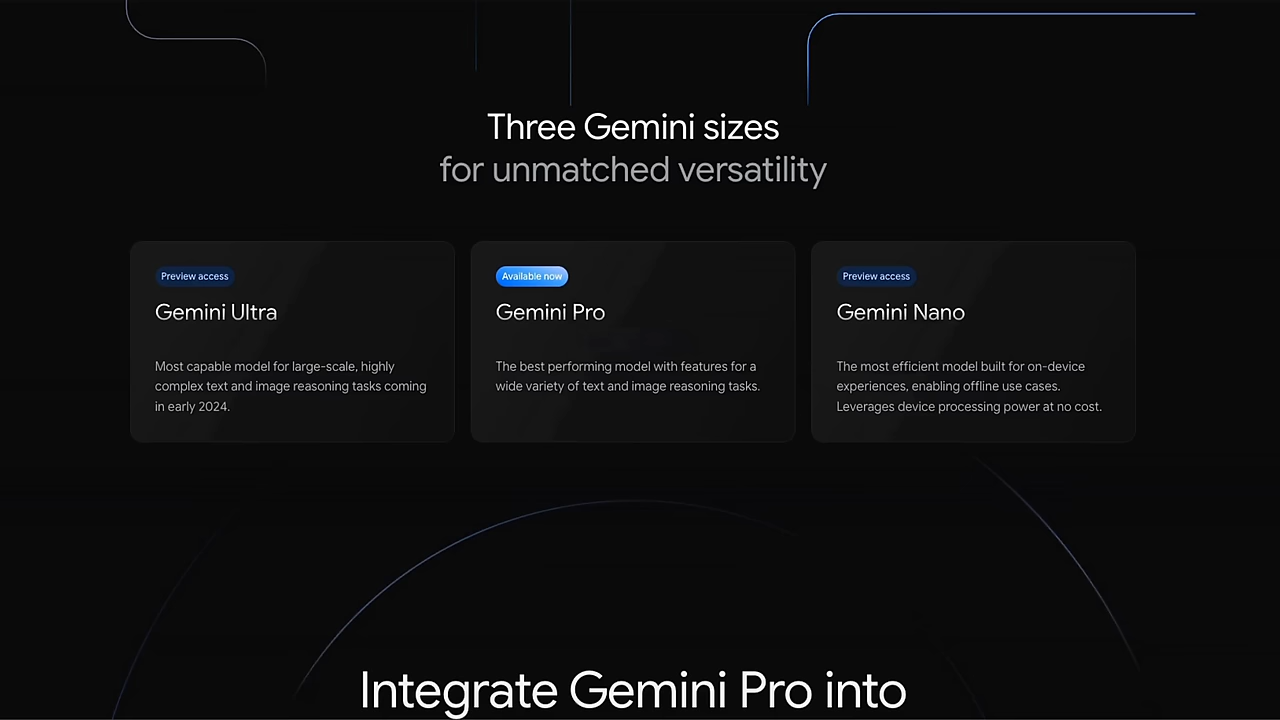 Three Gemini sizes
for unmatched versatility
Preview access
Gemini Ultra
Most capable model for large-scale, highly
complex text and image reasoning tasks coming
in early 2024.
Available now
Gemini Pro
The best performing model with features for a
wide variety of text and image reasoning tasks.
Preview access
Gemini Nano
The most efficient model built for on-device
experiences, enabling offline use cases.
Leverages device processing power at no cost.
Integrate Gemini Pro into